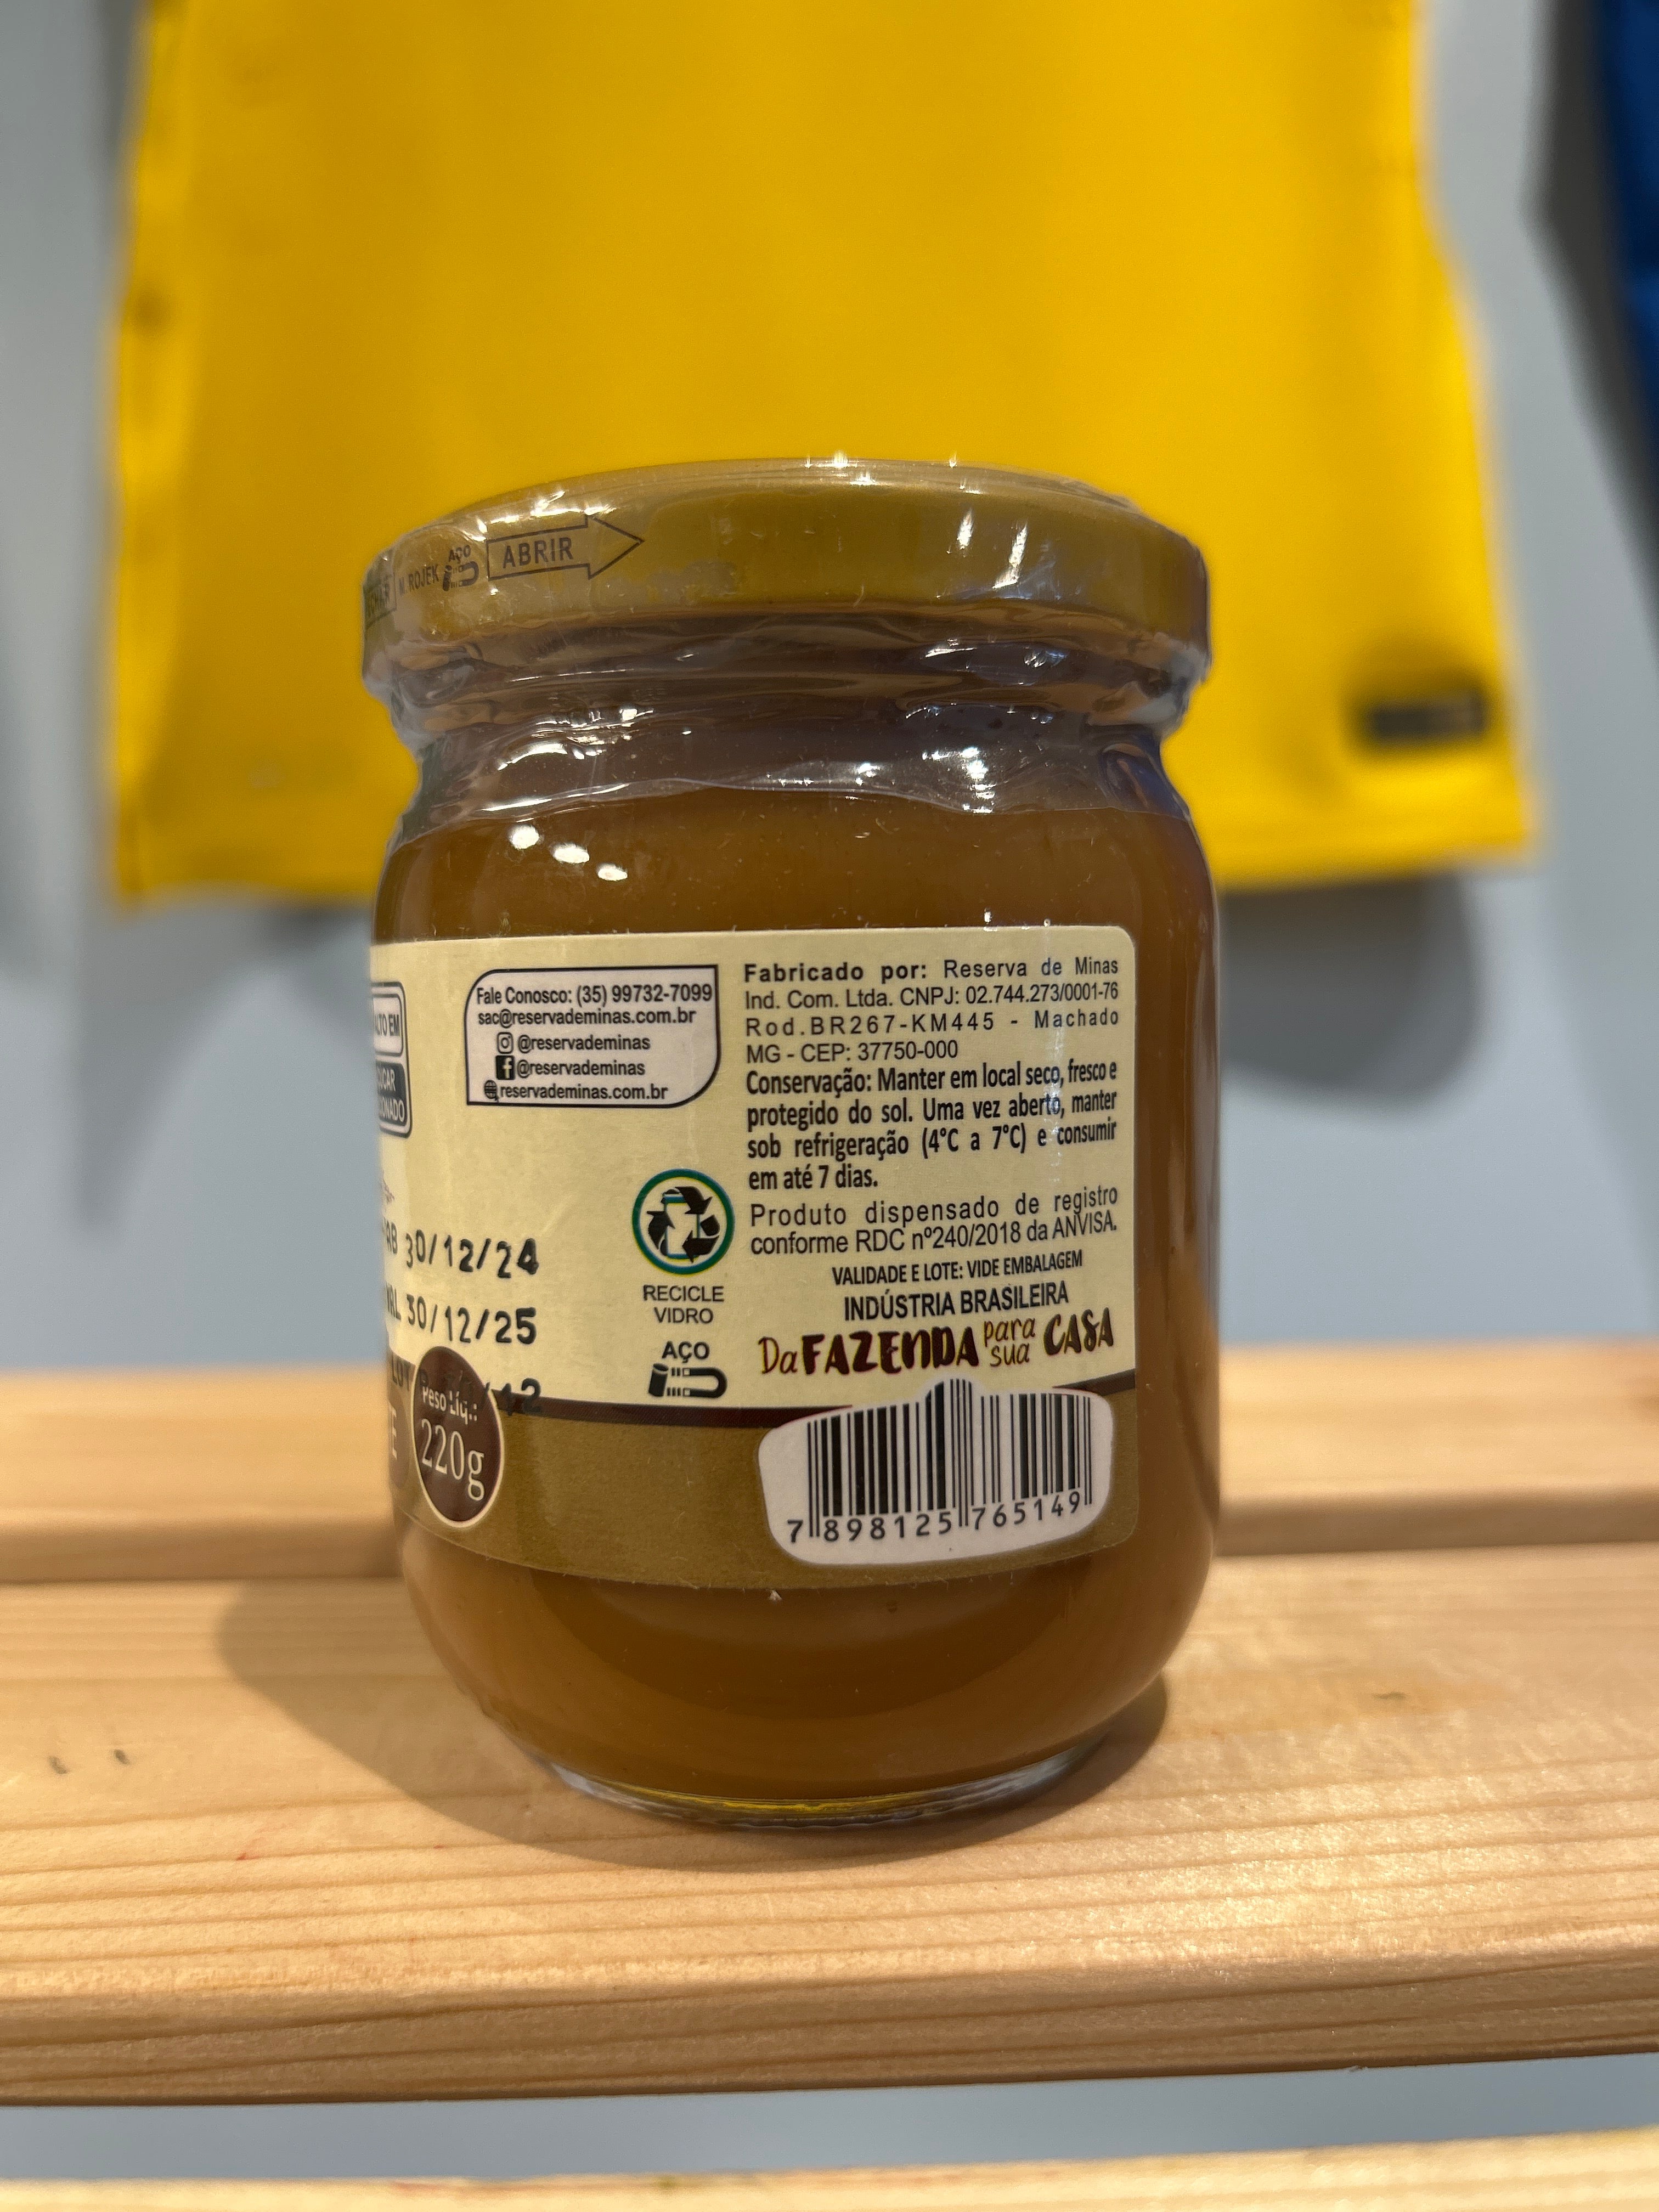 AÇO
M. ROJEK
ABRIR
ALTO EM
Fale Conosco: (35) 99732-7099
sac@reservademinas.com.br
@reservademinas
@reservademinas
reservademinas.com.br
Fabricado por: Reserva de Minas
Ind. Com. Ltda. CNPJ: 02.744.273/0001-76
Rod.BR267-KM445 - Machado
MG - CEP: 37750-000
Conservação: Manter em local seco, fresco e
protegido do sol. Uma vez aberto, manter
sob refrigeração (4°C a 7°C) e consumir
em até 7 dias.
Produto dispensado de registro
conforme RDC nº240/2018 da ANVISA.
VALIDADE E LOTE: VIDE EMBALAGEM
INDÚSTRIA BRASILEIRA
Da FAZENDA para sua CASA
30/12/24
30/12/25
RECICLE
VIDRO
AÇO
Peso Líq.:
220g
7 898125 765149